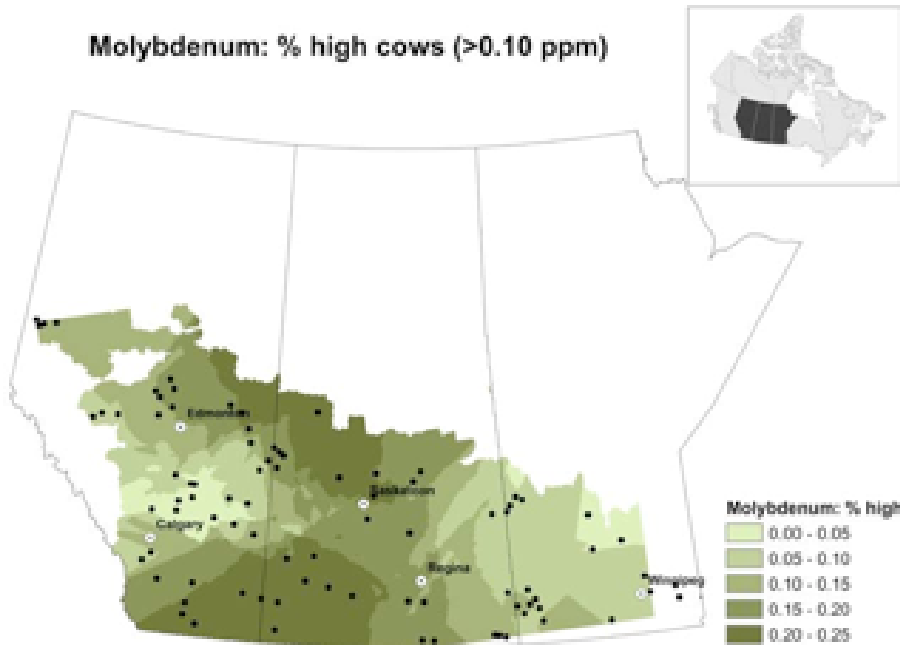 Molybdenum: % high cows (>0.10 ppm)
Edmonton
Saskatoon
Calgary
Regina
Winnipeg
Molybdenum: % high
0.00 - 0.05
0.05 - 0.10
0.10 - 0.15
0.15 - 0.20
0.20 - 0.25